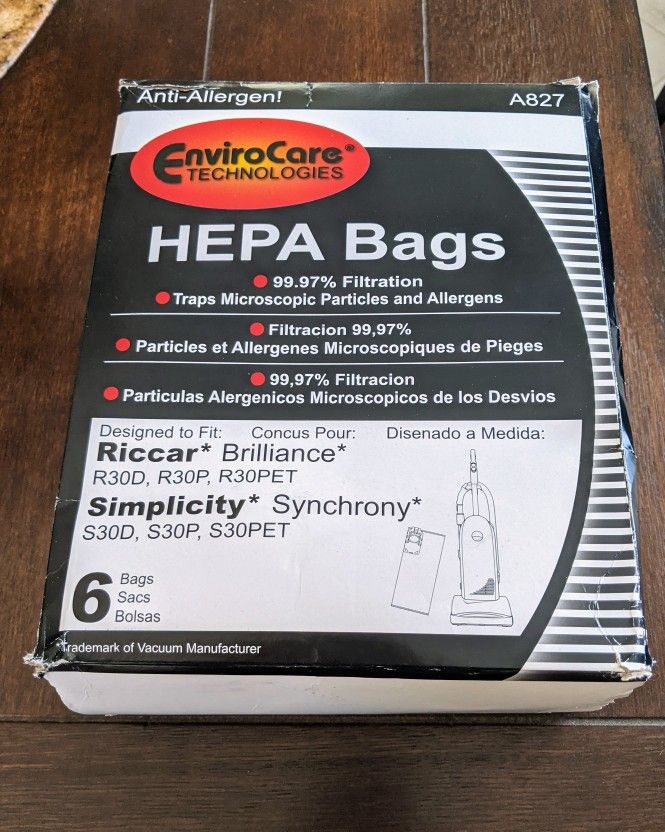 Anti-Allergen! A827
EnviroCare®
TECHNOLOGIES
HEPA Bags
99.97% Filtration
Traps Microscopic Particles and Allergens
Filtracion 99,97%
Particles et Allergenes Microscopiques de Pieges
99,97% Filtracion
Particulas Alergenicos Microscopicos de los Desvios
Designed to Fit: Concus Pour: Disenado a Medida:
Riccar* Brilliance*
R30D, R30P, R30PET
Simplicity* Synchrony*
S30D, S30P, S30PET
6
Bags
Sacs
Bolsas
Trademark of Vacuum Manufacturer